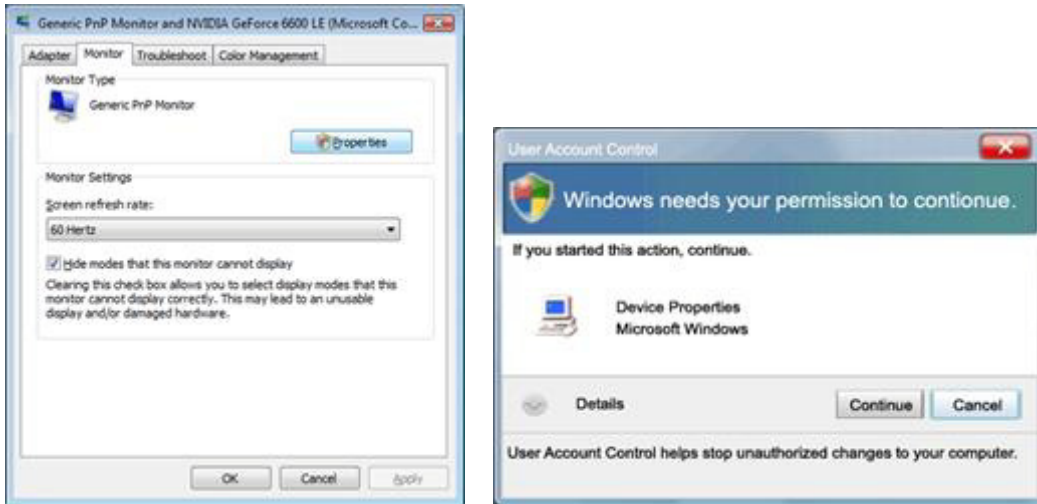 Generic PnP Monitor and NVIDIA GeForce 6600 LE (Microsoft Co...
Adapter Monitor Troubleshoot Color Management
Monitor Type
Generic PnP Monitor
Properties
Monitor Settings
Screen refresh rate:
60 Hertz
Hide modes that this monitor cannot display
Clearing this check box allows you to select display modes that this
monitor cannot display correctly. This may lead to an unusable
display and/or damaged hardware.
OK Cancel Apply
User Account Control
Windows needs your permission to contionue.
If you started this action, continue.
Device Properties
Microsoft Windows
Details Continue Cancel
User Account Control helps stop unauthorized changes to your computer.